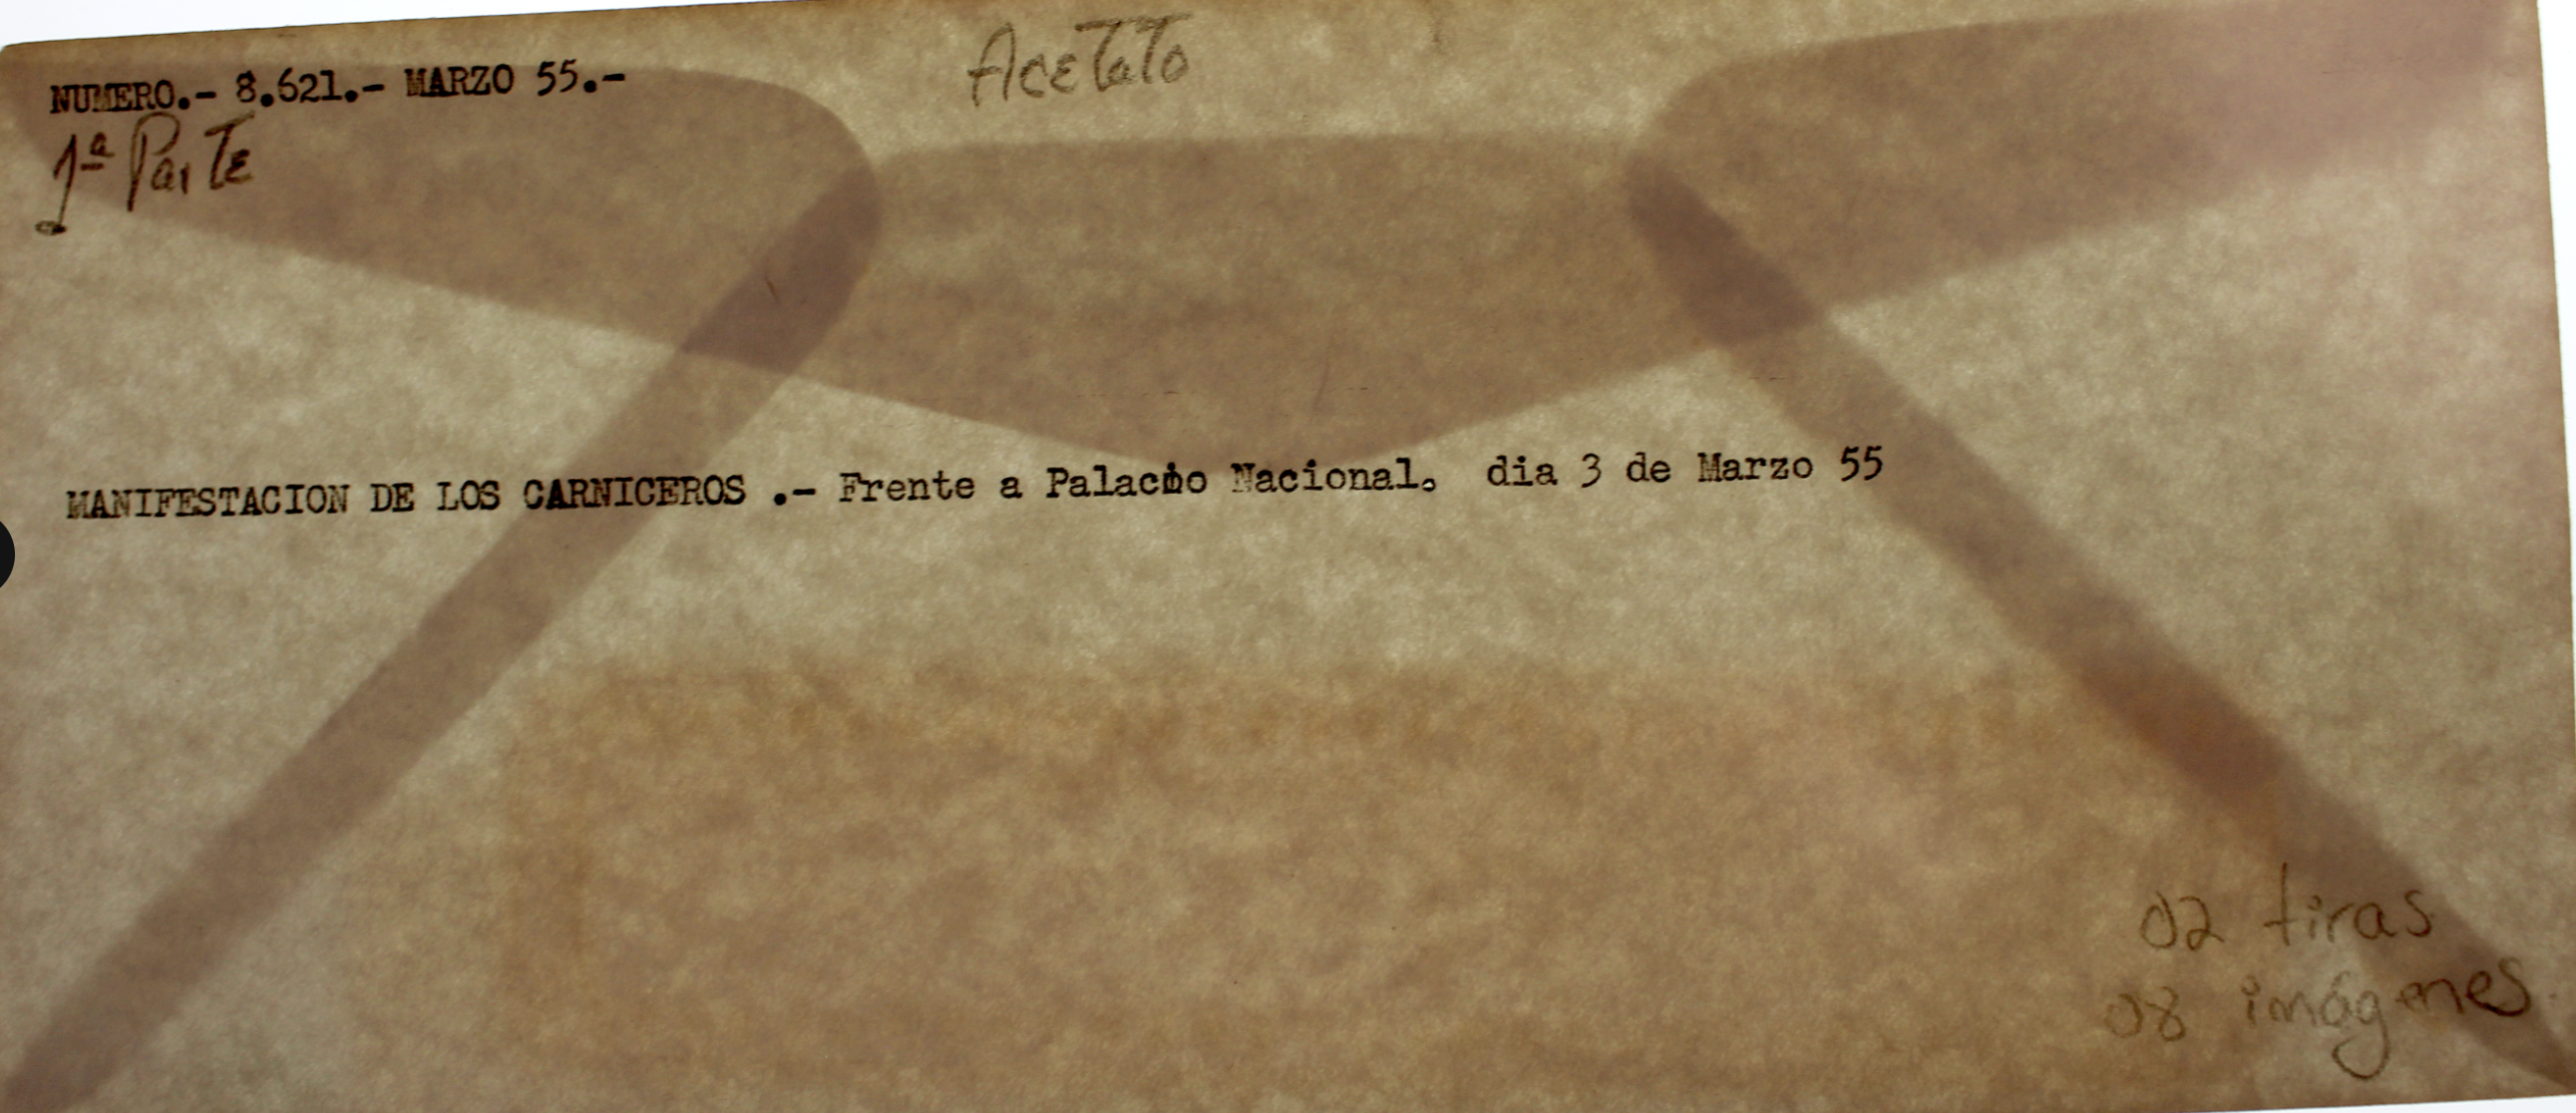 Acetato
NUMERO.- 8.621.- MARZO 55.-
1ª Parte
MANIFESTACION DE LOS CARNICEROS .- Frente a Palacio Nacional. dia 3 de Marzo 55
02 tiras
08 imágenes